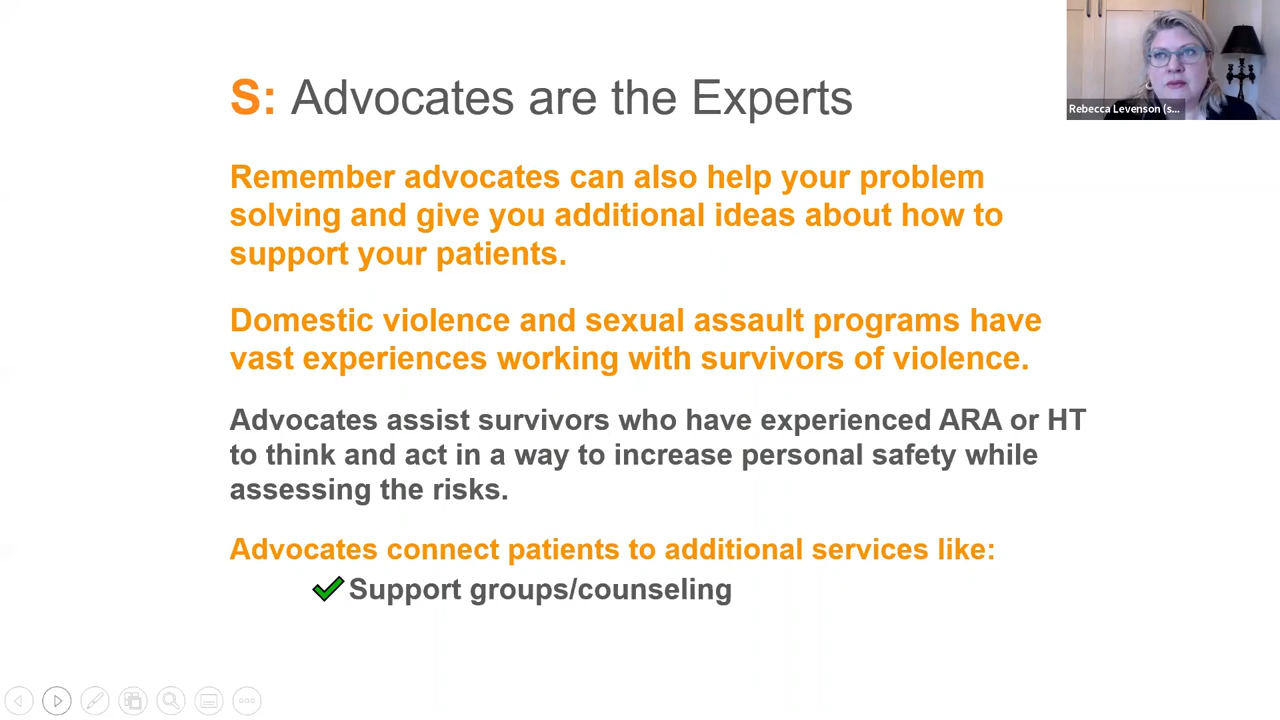 S: Advocates are the Experts
Rebecca Levenson (s...
Remember advocates can also help your problem
solving and give you additional ideas about how to
support your patients.
Domestic violence and sexual assault programs have
vast experiences working with survivors of violence.
Advocates assist survivors who have experienced ARA or HT
to think and act in a way to increase personal safety while
assessing the risks.
Advocates connect patients to additional services like:
Support groups/counseling